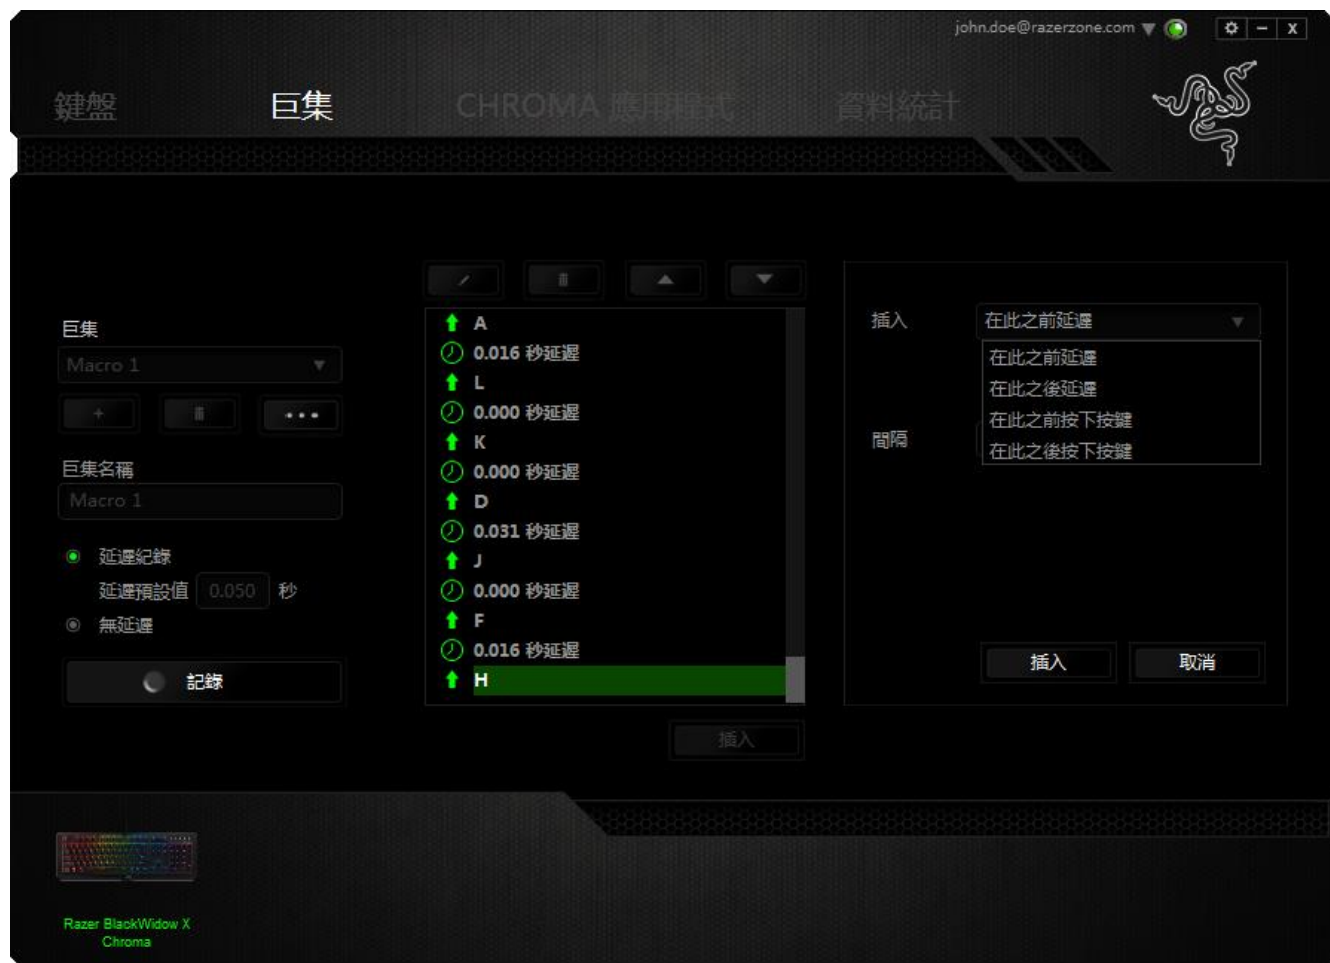 john.doe@razerzone.com
鍵盤
巨集
CHROMA 應用程式
資料統計
巨集
Macro 1
巨集名稱
Macro 1
延遲紀錄
延遲預設值 0.050 秒
無延遲
記錄
A
0.016 秒延遲
L
0.000 秒延遲
K
0.000 秒延遲
D
0.031 秒延遲
J
0.000 秒延遲
F
0.016 秒延遲
H
插入
插入
在此之前延遲
在此之前延遲
在此之後延遲
在此之前按下按鍵
在此之後按下按鍵
間隔
插入
取消
Razer BlackWidow X
Chroma